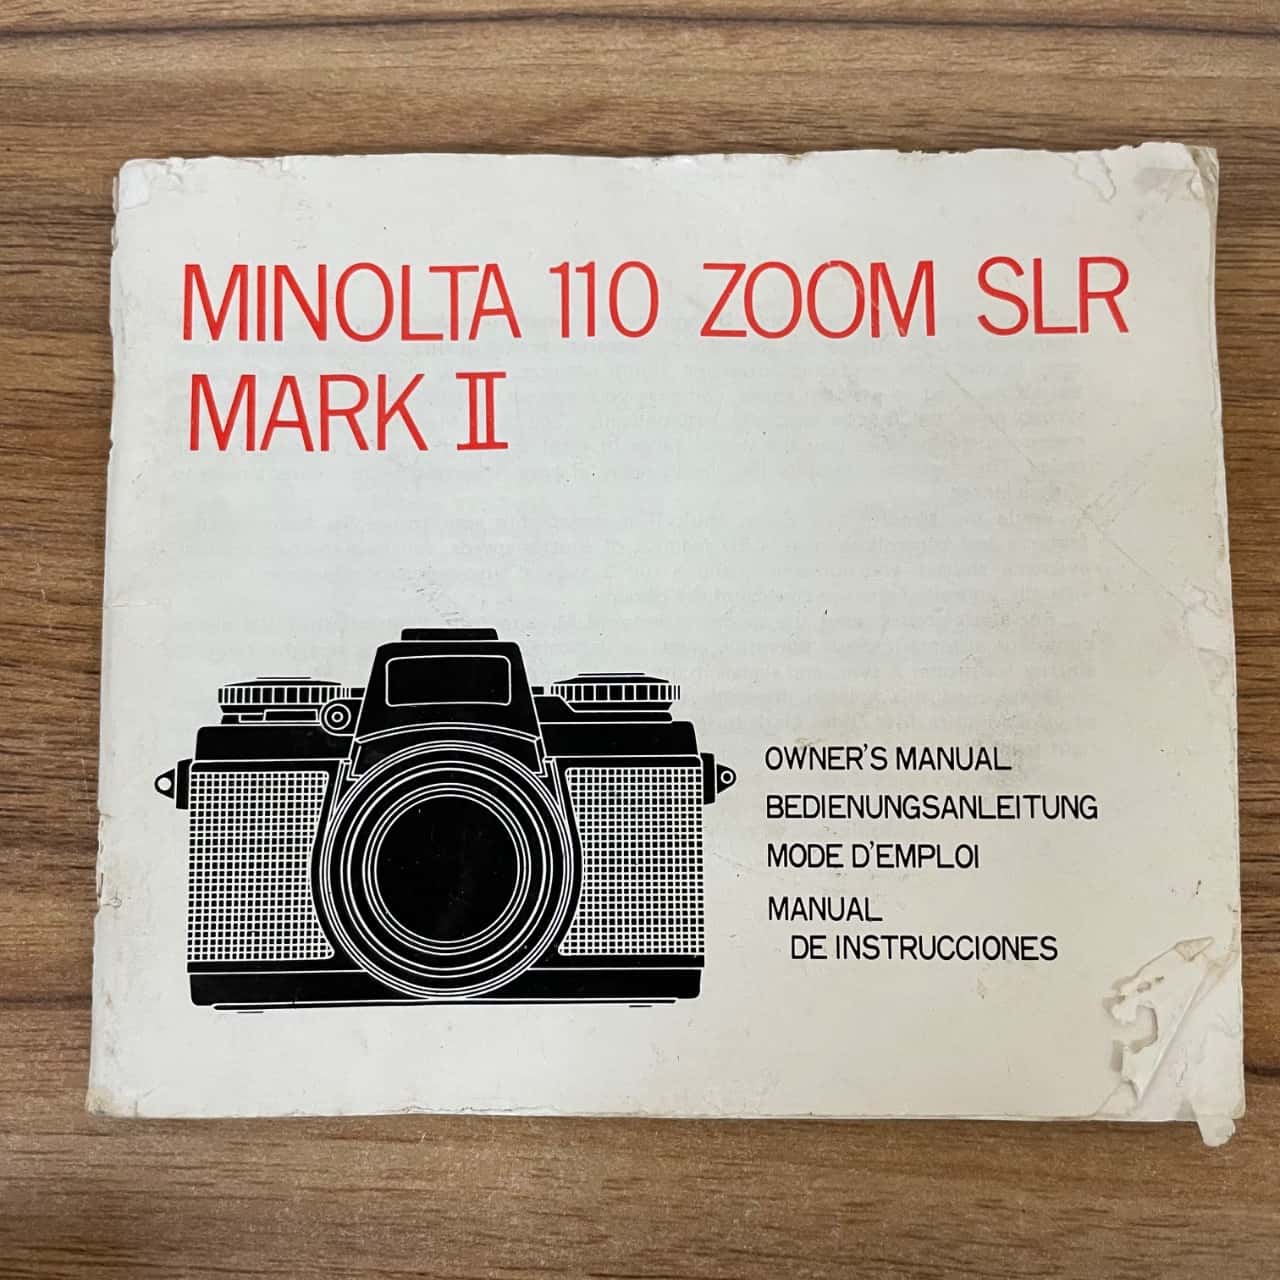 MINOLTA 110 ZOOM SLR
MARK II
OWNER'S MANUAL
BEDIENUNGSANLEITUNG
MODE D'EMPLOI
MANUAL
DE INSTRUCCIONES